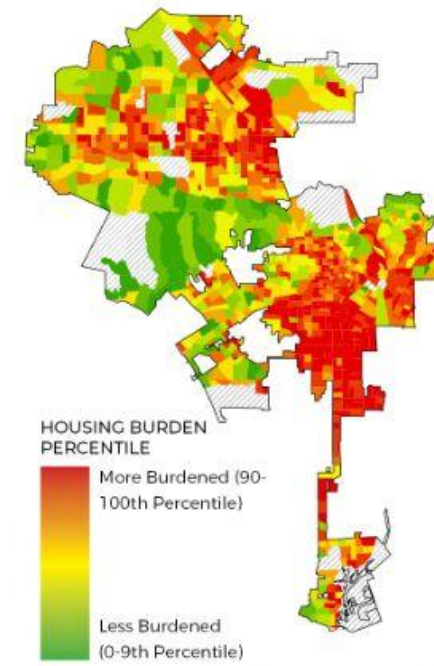 HOUSING BURDEN
PERCENTILE
More Burdened (90-
100th Percentile)
Less Burdened
(0-9th Percentile)